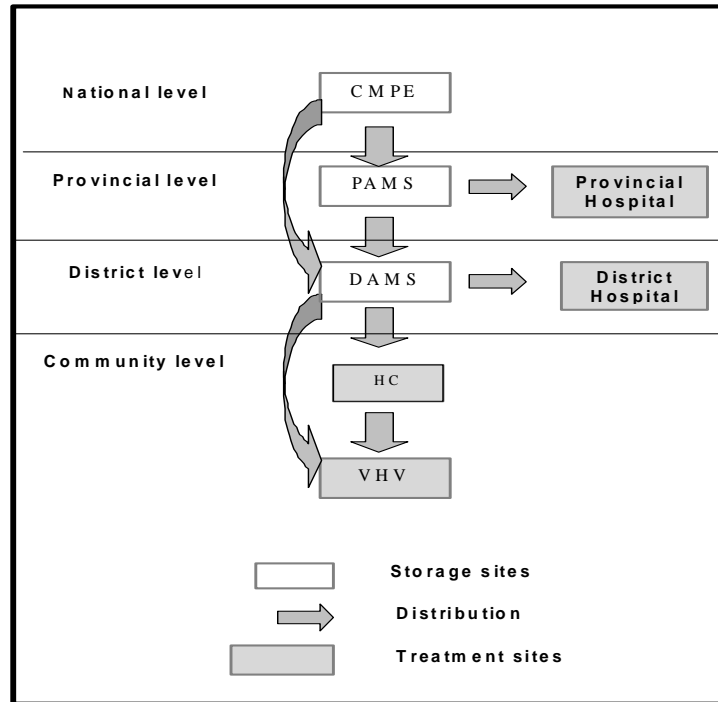 National level
CMPE
Provincial level
PAMS
Provincial
Hospital
District level
DAMS
District
Hospital
Community level
HC
VHV
Storage sites
Distribution
Treatment sites